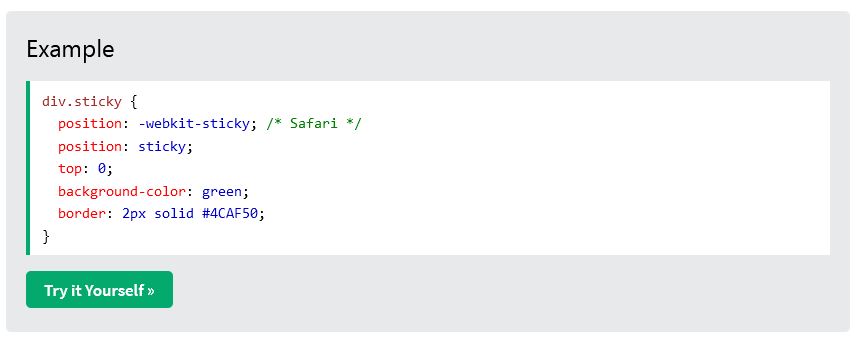 Example
div.sticky {
  position: -webkit-sticky; /* Safari */
  position: sticky;
  top: 0;
  background-color: green;
  border: 2px solid #4CAF50;
}
Try it Yourself »